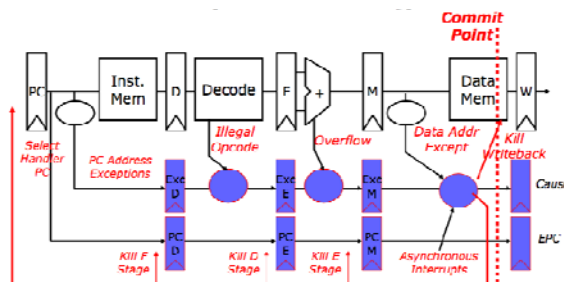 Commit
Point
PC
Inst.
Mem
D
Decode
E
+
M
Data
Mem
W
Select
Handler
PC
PC Address
Exceptions
Illegal
Opcode
Overflow
Data Addr
Except
Kill
Writeback
Exc
D
Exc
E
Exc
M
Cause
PC
D
PC
E
PC
M
EPC
Kill F
Stage
Kill D
Stage
Kill E
Stage
Asynchronous
Interrupts